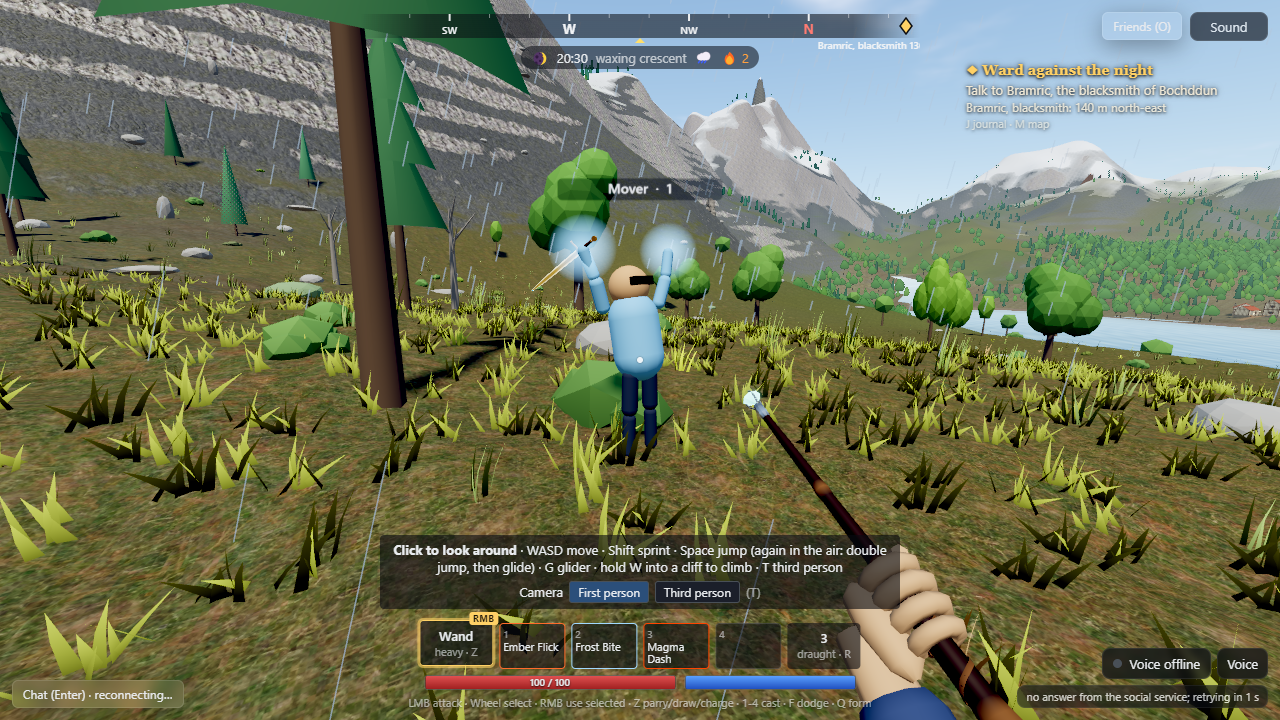 SW
W
NW
N
Bramric, blacksmith 13
20:30 waxing crescent 2
Friends (O)
Sound
Ward against the night
Talk to Bramric, the blacksmith of Bochddun
Bramric, blacksmith: 140 m north-east
J journal · M map
Mover · 1
Click to look around · WASD move · Shift sprint · Space jump (again in the air: double
jump, then glide) · G glider · hold W into a cliff to climb · T third person
Camera First person Third person (T)
RMB
Wand
heavy · Z
1
Ember Flick
2
Frost Bite
3
Magma
Dash
4
3
draught · R
100 / 100
LMB attack · Wheel select · RMB use selected · Z parry/draw/charge · 1-4 cast · F dodge · Q form
Chat (Enter) · reconnecting...
Voice offline
Voice
no answer from the social service; retrying in 1 s